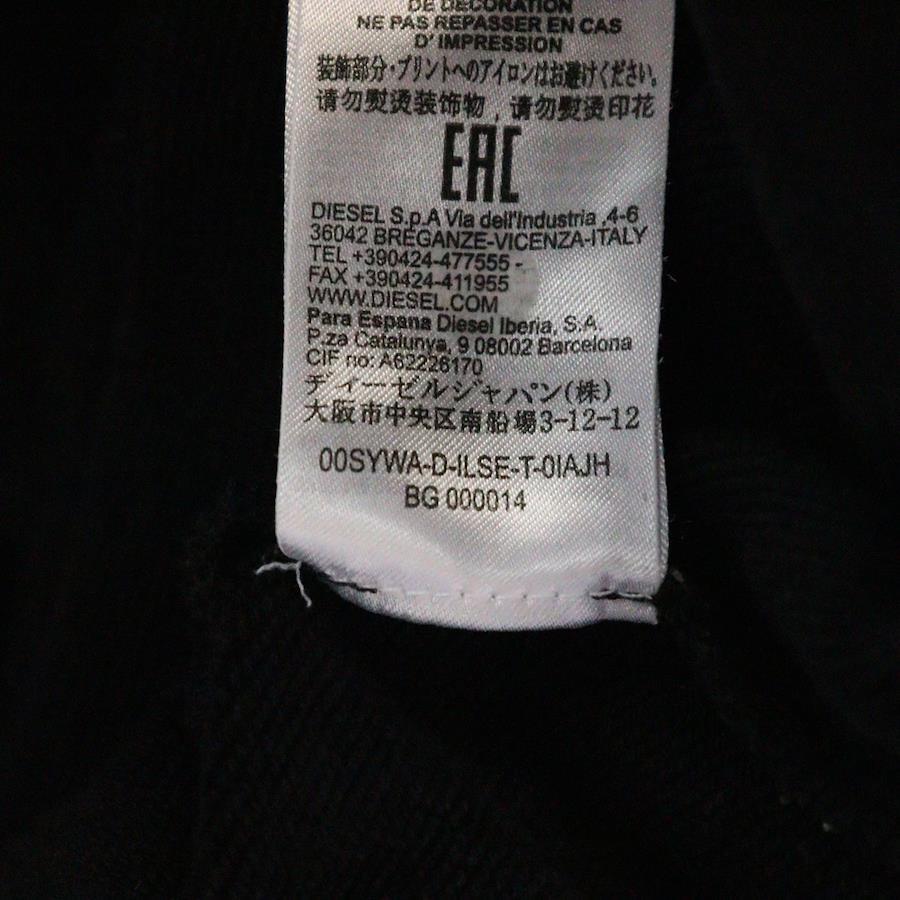 DE DECORATION
NE PAS REPASSER EN CAS
D'IMPRESSION
装飾部分・プリントへのアイロンはお避けください。
请勿熨烫装饰物，请勿熨烫印花
EAC
DIESEL S.p.A Via dell'Industria ,4-6
36042 BREGANZE-VICENZA-ITALY
TEL +390424-477555 -
FAX +390424-411955
WWW.DIESEL.COM
Para Espana Diesel Iberia, S.A.
P.za Catalunya, 9 08002 Barcelona
CIF no: A62226170
ディーゼルジャパン(株)
大阪市中央区南船場3-12-12
00SYWA-D-ILSE-T-0IAJH
BG 000014